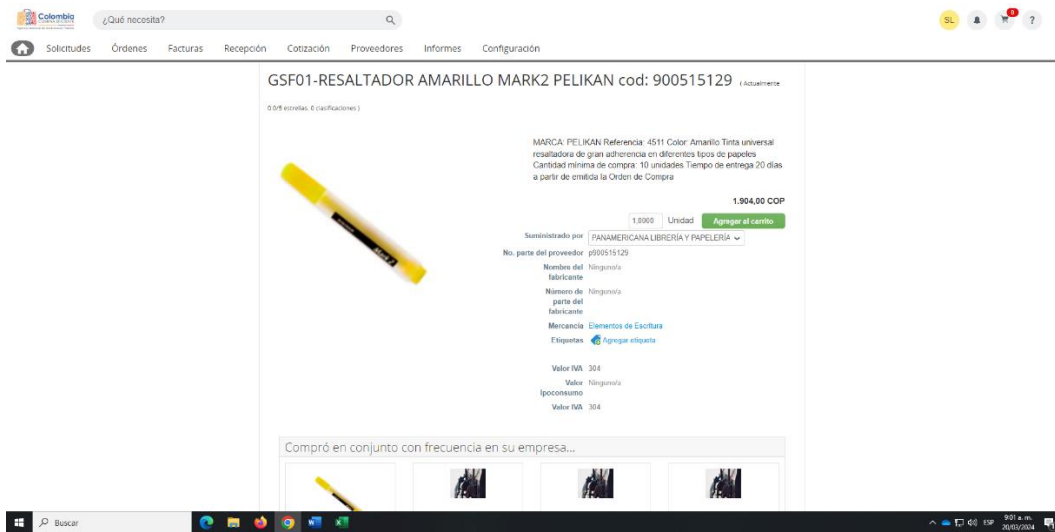 Colombia
¿Qué necesita?
SL
?
Solicitudes Órdenes Facturas Recepción Cotización Proveedores Informes Configuración
GSF01-RESALTADOR AMARILLO MARK2 PELIKAN cod: 900515129 ( Actualmente
0.0/5 estrellas. 0 clasificaciones )
MARCA: PELIKAN Referencia: 4511 Color: Amarillo Tinta universal
resaltadora de gran adherencia en diferentes tipos de papeles
Cantidad mínima de compra: 10 unidades Tiempo de entrega 20 días
a partir de emitida la Orden de Compra
1.904,00 COP
1,0000 Unidad Agregar al carrito
Suministrado por PANAMERICANA LIBRERÍA Y PAPELERÍA
No. parte del proveedor p900515129
Nombre del Ninguno/a
fabricante
Número de Ninguno/a
parte del
fabricante
Mercancía Elementos de Escritura
Etiquetas Agregar etiqueta
Valor IVA 304
Valor Ninguno/a
Ipoconsumo
Valor IVA 304
Compró en conjunto con frecuencia en su empresa...
Buscar
ESP
9:01 a. m.
20/03/2024